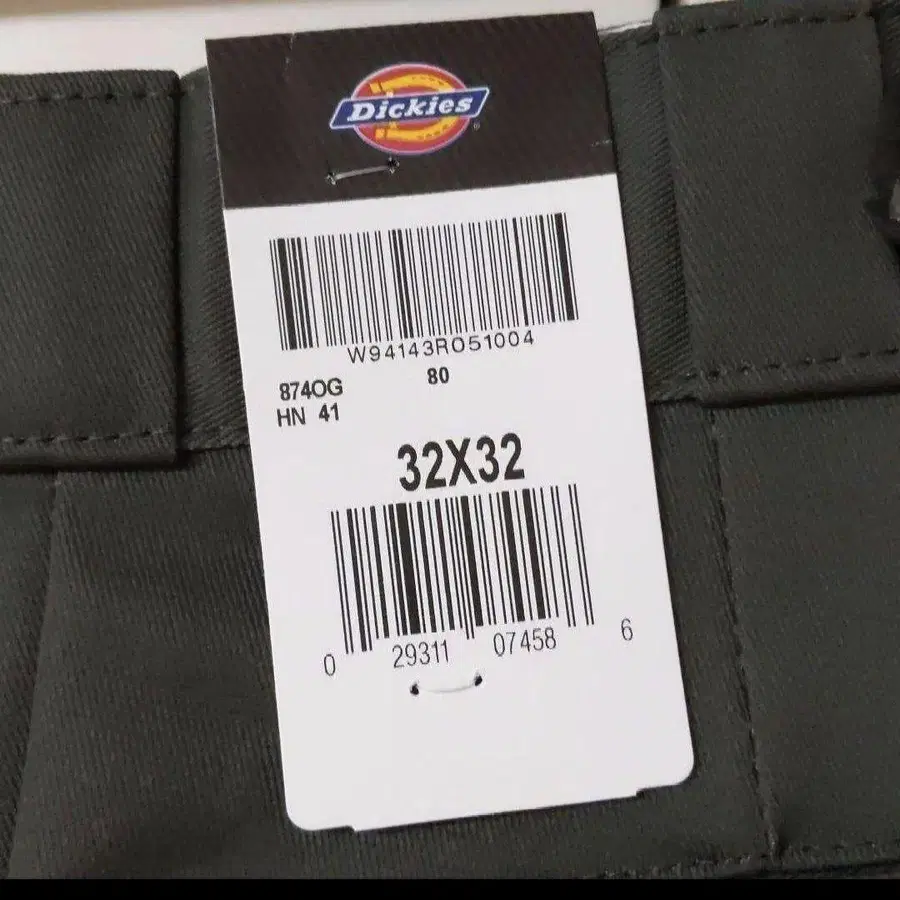 Dickies
W94143RO51004
874OG
80
HN 41
32X32
0 29311 07458 6